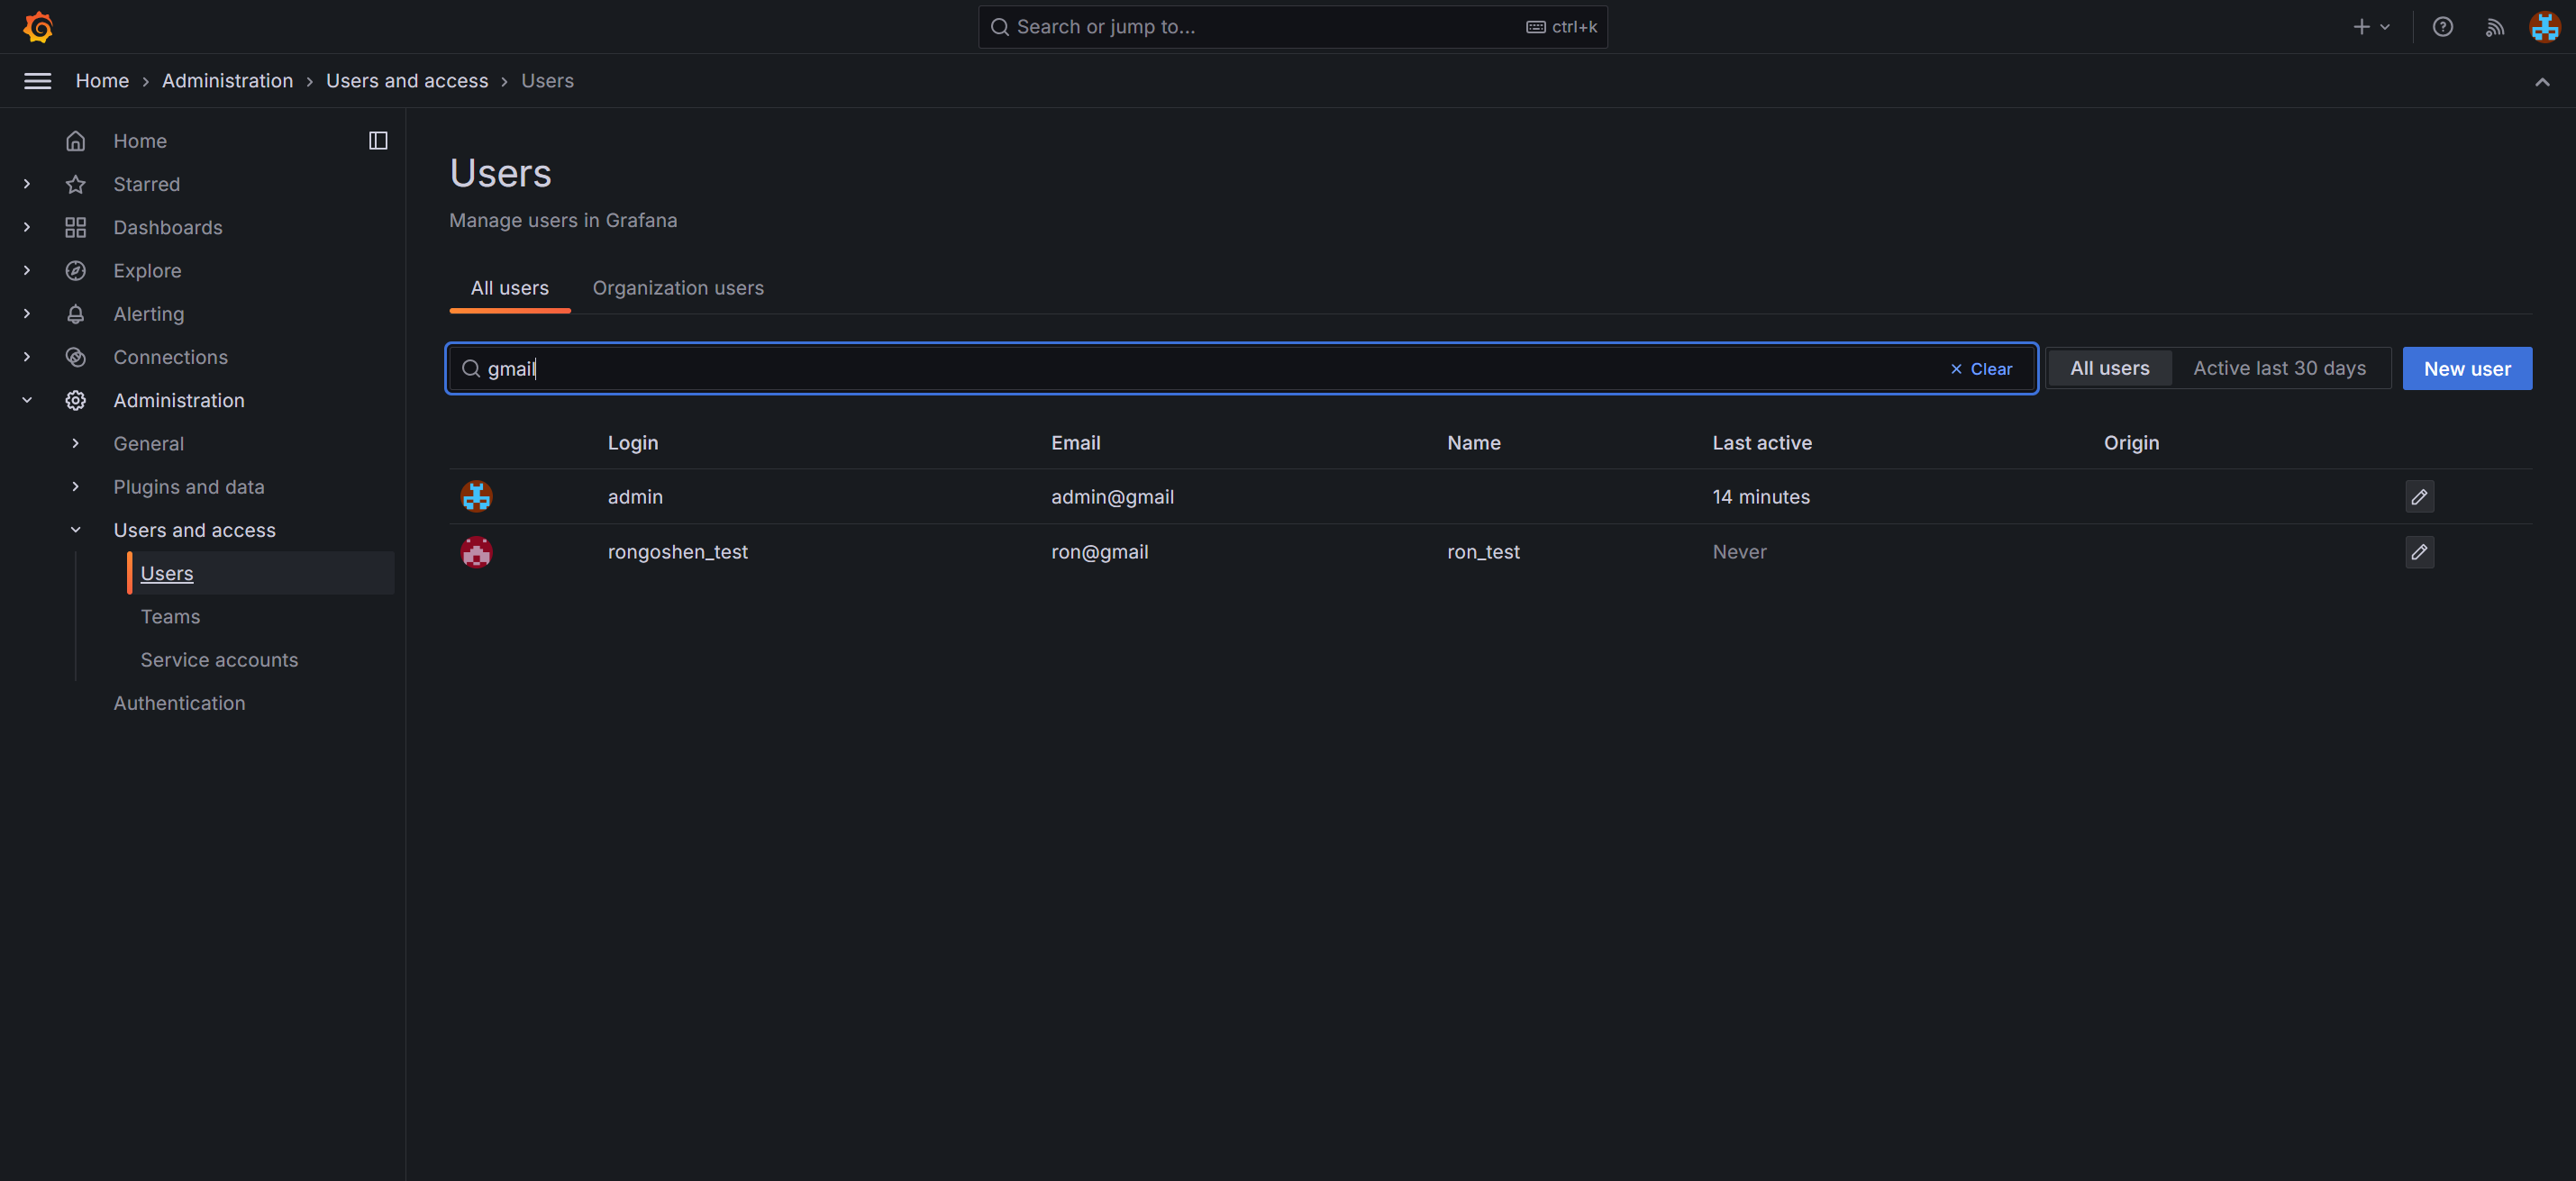 Search or jump to...
ctrl+k
Home
Administration
Users and access
Users
Home
Starred
Dashboards
Explore
Alerting
Connections
Administration
General
Plugins and data
Users and access
Users
Teams
Service accounts
Authentication
Users
Manage users in Grafana
All users
Organization users
gmail
Clear
All users
Active last 30 days
New user
Login Email Name Last active Origin
admin admin@gmail 14 minutes
rongoshen_test ron@gmail ron_test Never